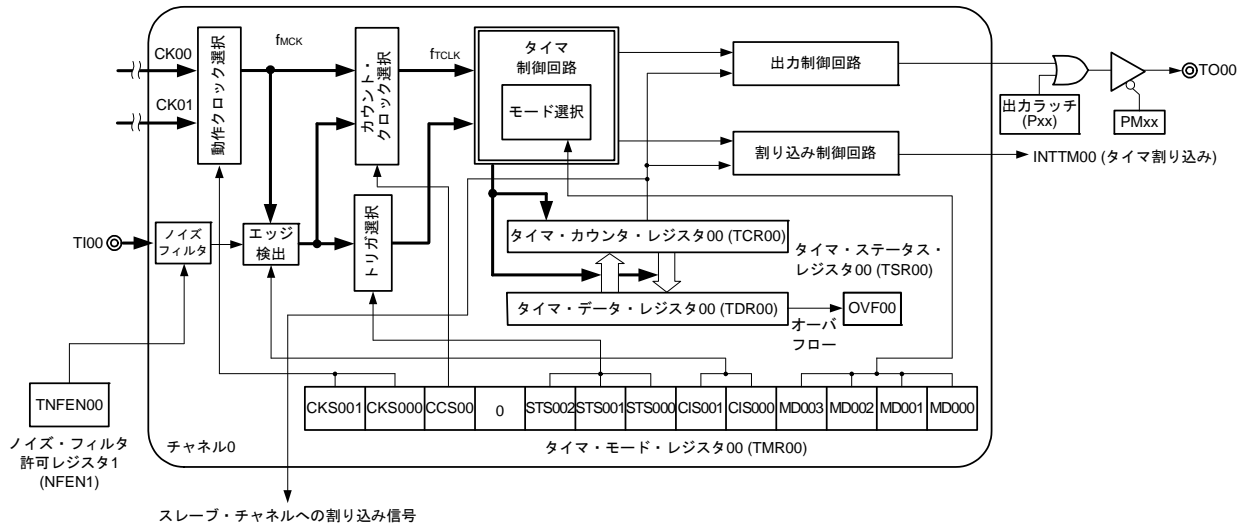 CK00
CK01
動作クロック選択
fMCK
カウント・
クロック選択
fTCLK
タイマ
制御回路
モード選択
出力制御回路
出力ラッチ
(Pxx)
PMxx
TO00
割り込み制御回路
INTTM00 (タイマ割り込み)
TI00
ノイズ
フィルタ
エッジ
検出
トリガ選択
タイマ・カウンタ・レジスタ00 (TCR00)
タイマ・ステータス・
レジスタ00 (TSR00)
タイマ・データ・レジスタ00 (TDR00)
オーバ
フロー
OVF00
TNFEN00
ノイズ・フィルタ
許可レジスタ1
(NFEN1)
CKS001 CKS000 CCS00 0 STS002 STS001 STS000 CIS001 CIS000 MD003 MD002 MD001 MD000
チャネル0
タイマ・モード・レジスタ00 (TMR00)
スレーブ・チャネルへの割り込み信号